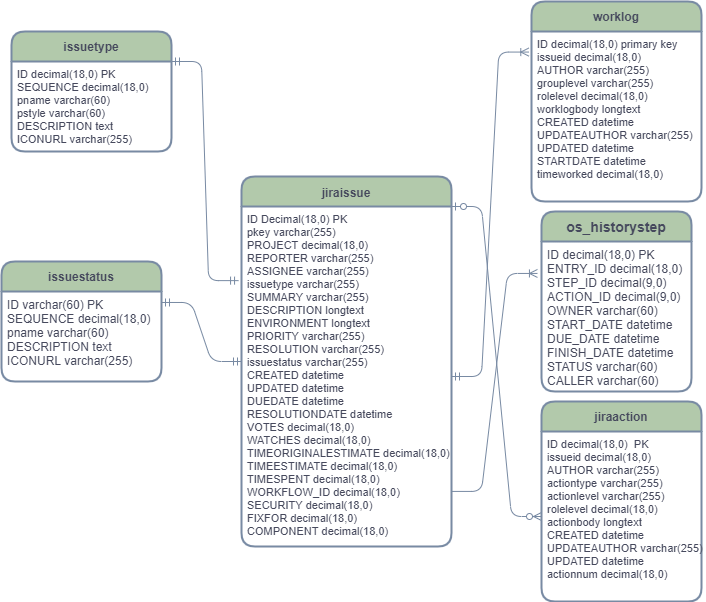 issuetype
ID decimal(18,0) PK
SEQUENCE decimal(18,0)
pname varchar(60)
pstyle varchar(60)
DESCRIPTION text
ICONURL varchar(255)
issuestatus
ID varchar(60) PK
SEQUENCE decimal(18,0)
pname varchar(60)
DESCRIPTION text
ICONURL varchar(255)
jiraissue
ID Decimal(18,0) PK
pkey varchar(255)
PROJECT decimal(18,0)
REPORTER varchar(255)
ASSIGNEE varchar(255)
issuetype varchar(255)
SUMMARY varchar(255)
DESCRIPTION longtext
ENVIRONMENT longtext
PRIORITY varchar(255)
RESOLUTION varchar(255)
issuestatus varchar(255)
CREATED datetime
UPDATED datetime
DUEDATE datetime
RESOLUTIONDATE datetime
VOTES decimal(18,0)
WATCHES decimal(18,0)
TIMEORIGINALESTIMATE decimal(18,0)
TIMEESTIMATE decimal(18,0)
TIMESPENT decimal(18,0)
WORKFLOW_ID decimal(18,0)
SECURITY decimal(18,0)
FIXFOR decimal(18,0)
COMPONENT decimal(18,0)
worklog
ID decimal(18,0) primary key
issueid decimal(18,0)
AUTHOR varchar(255)
grouplevel varchar(255)
rolelevel decimal(18,0)
worklogbody longtext
CREATED datetime
UPDATEAUTHOR varchar(255)
UPDATED datetime
STARTDATE datetime
timeworked decimal(18,0)
os_historystep
ID decimal(18,0) PK
ENTRY_ID decimal(18,0)
STEP_ID decimal(9,0)
ACTION_ID decimal(9,0)
OWNER varchar(60)
START_DATE datetime
DUE_DATE datetime
FINISH_DATE datetime
STATUS varchar(60)
CALLER varchar(60)
jiraaction
ID decimal(18,0) PK
issueid decimal(18,0)
AUTHOR varchar(255)
actiontype varchar(255)
actionlevel varchar(255)
rolelevel decimal(18,0)
actionbody longtext
CREATED datetime
UPDATEAUTHOR varchar(255)
UPDATED datetime
actionnum decimal(18,0)